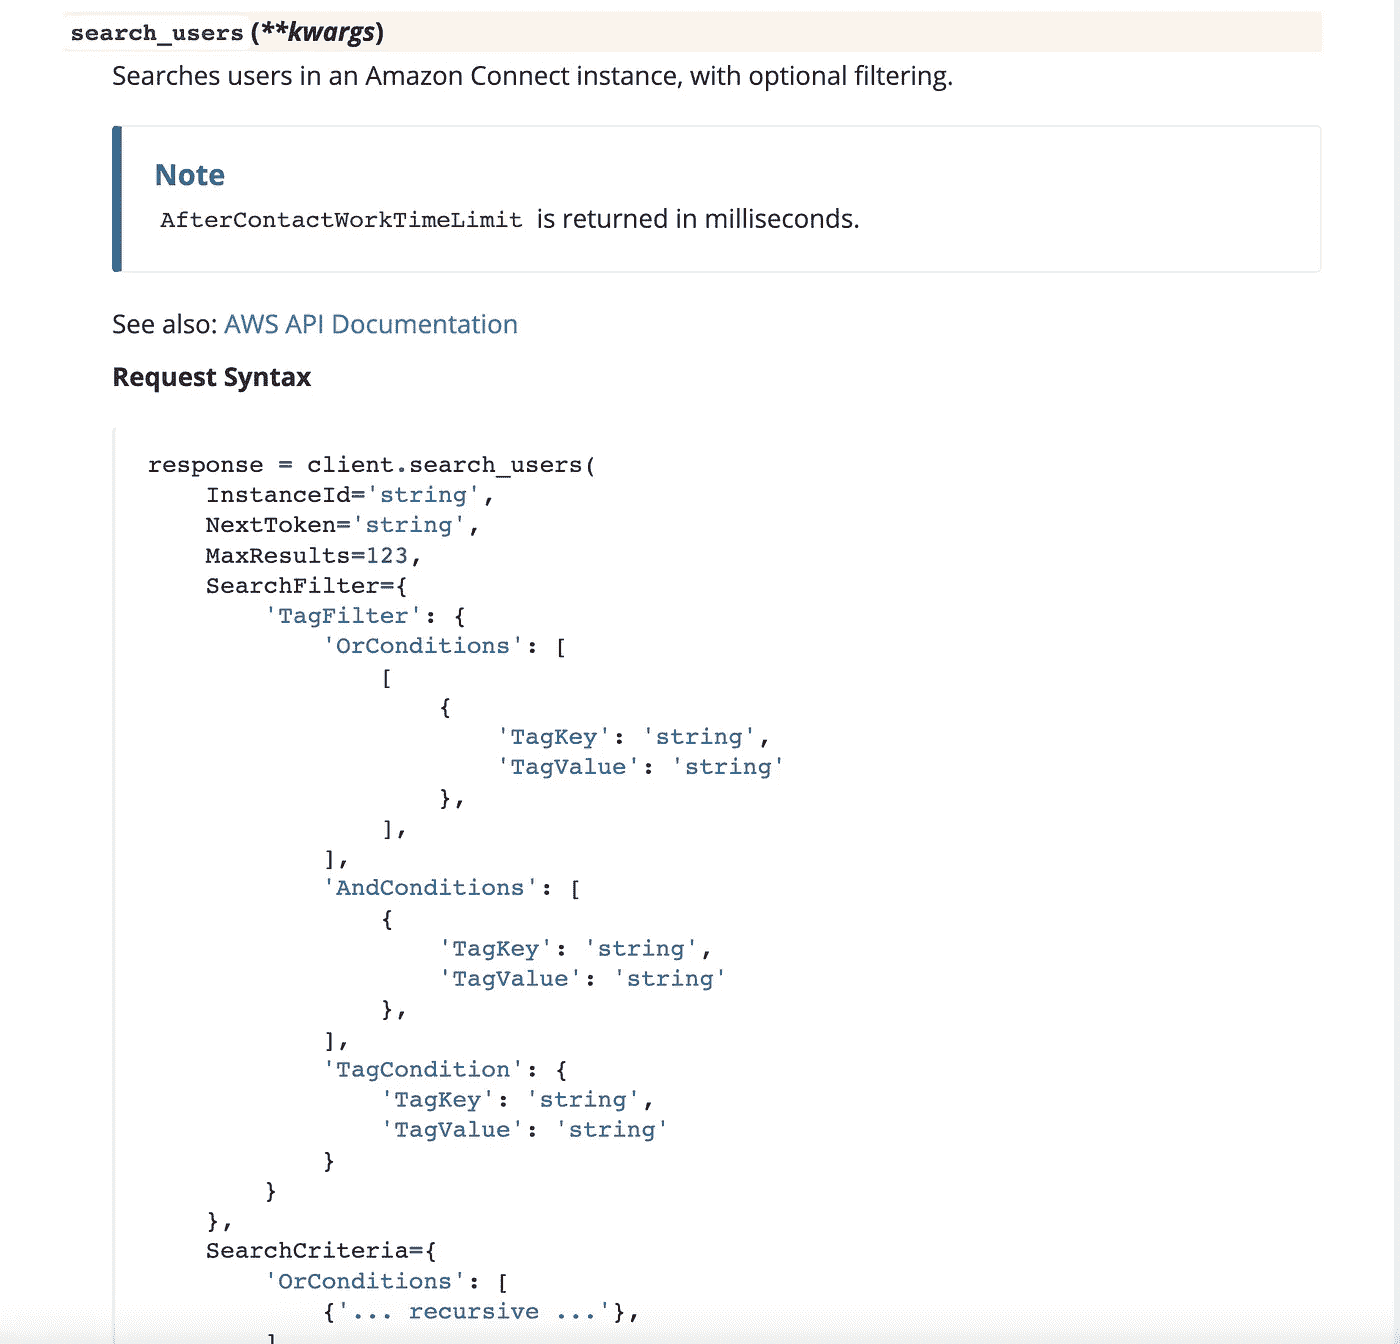 search_users (**kwargs)
Searches users in an Amazon Connect instance, with optional filtering.
Note
AfterContactWorkTimeLimit is returned in milliseconds.
See also: AWS API Documentation
Request Syntax
response = client.search_users(
    InstanceId='string',
    NextToken='string',
    MaxResults=123,
    SearchFilter={
        'TagFilter': {
            'OrConditions': [
                [
                    {
                        'TagKey': 'string',
                        'TagValue': 'string'
                    },
                ],
            ],
            'AndConditions': [
                {
                    'TagKey': 'string',
                    'TagValue': 'string'
                },
            ],
            'TagCondition': {
                'TagKey': 'string',
                'TagValue': 'string'
            }
        }
    },
    SearchCriteria={
        'OrConditions': [
            {'... recursive ...'},
        ]